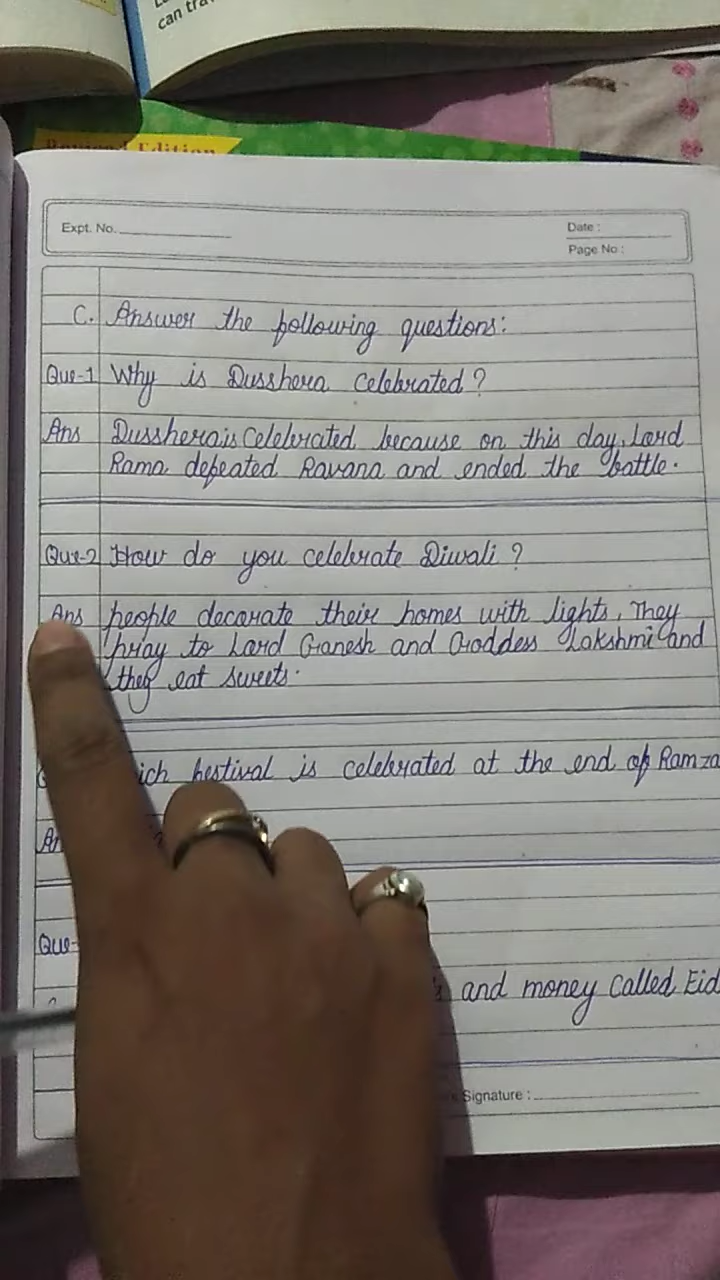 can
Revised Edition
Expt. No.
Date :
Page No :
C. Answer the following questions:
Que-1 Why is Dusshera celebrated?
Ans Dussherais Celebrated because on this day, Lord
Rama defeated Ravana and ended the battle.
Que-2 How do you celebrate Diwali?
Ans people decorate their homes with lights. They
pray to Lord Ganesh and Goddess Lakshmi and
they eat sweets.
festival is celebrated at the end of
Que-
and money called Eid
Signature :